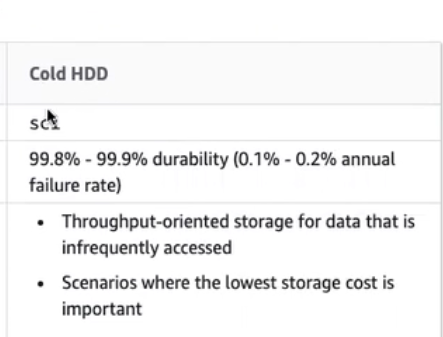 Cold HDD
sc1
99.8% - 99.9% durability (0.1% - 0.2% annual
failure rate)
• Throughput-oriented storage for data that is
infrequently accessed
• Scenarios where the lowest storage cost is
important